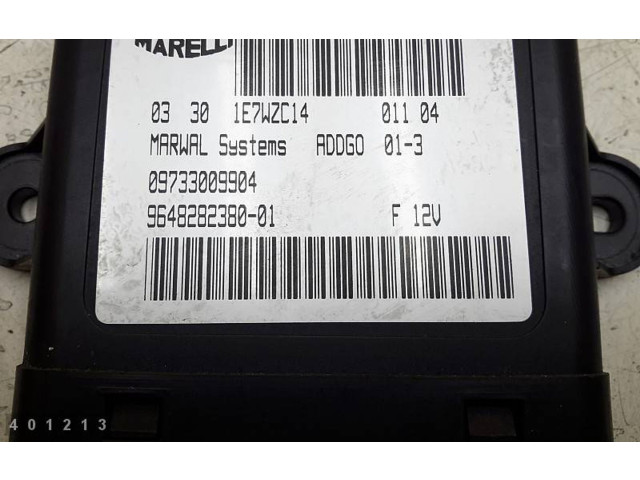 MARELLI
03 30 1E7WZC14 011 04
MARWAL Systems ADDGO 01-3
09733009904
9648282380-01 F 12V
401213